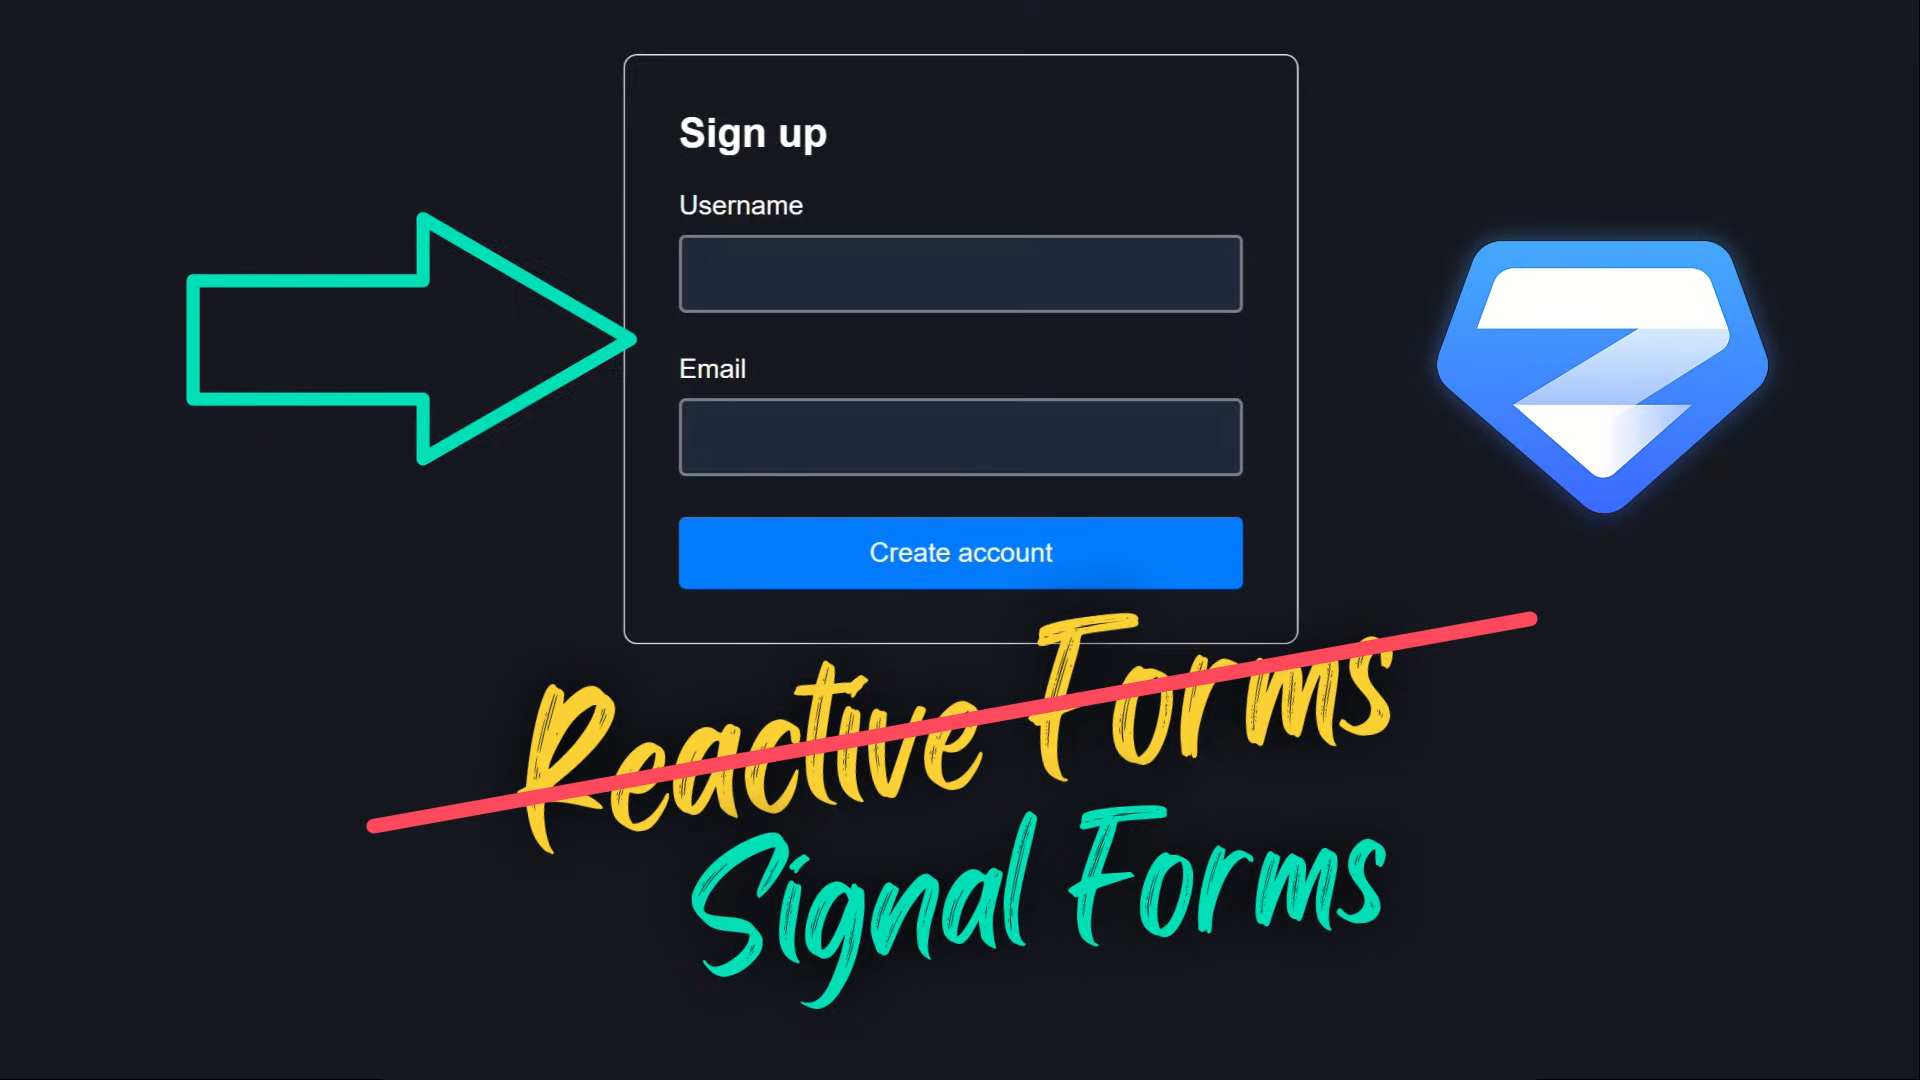 Sign up
Username
Email
Create account
Reactive Forms
Signal Forms